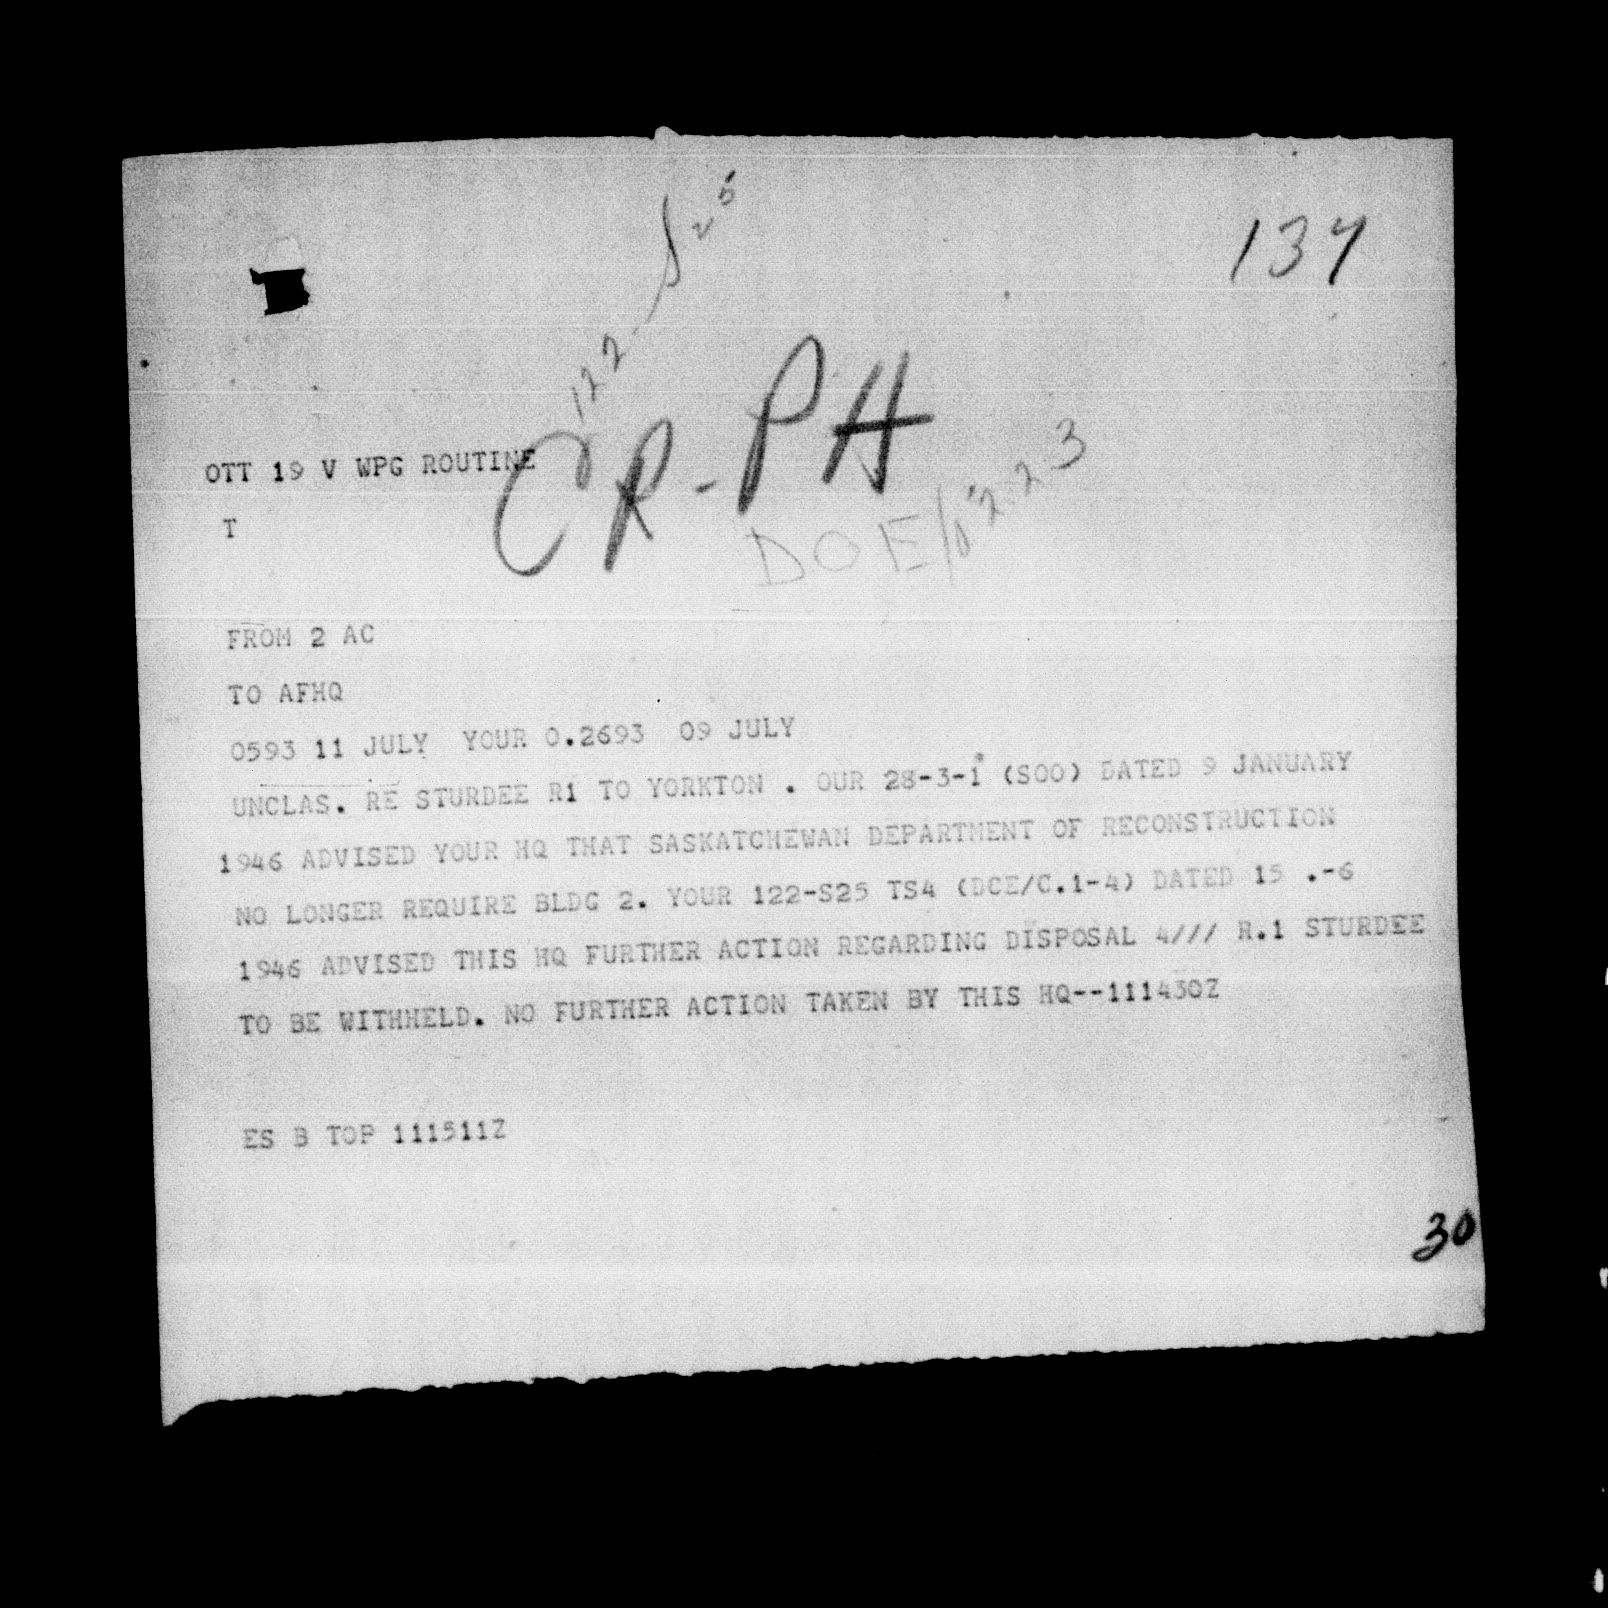 137
122-S25
CR-PH
OTT 19 V WPG ROUTINE
T
FROM 2 AC
TO AFHQ
0593 11 JULY YOUR O.2693 09 JULY
UNCLAS. RE STURDEE R1 TO YORKTON . OUR 28-3-1 (SOO) DATED 9 JANUARY
1946 ADVISED YOUR HQ THAT SASKATCHEWAN DEPARTMENT OF RECONSTRUCTION
NO LONGER REQUIRE BLDG 2. YOUR 122-S25 TS4 (DCE/C.1-4) DATED 15 .-6
1946 ADVISED THIS HQ FURTHER ACTION REGARDING DISPOSAL 4/// R.1 STURDEE
TO BE WITHHELD. NO FURTHER ACTION TAKEN BY THIS HQ--111430Z
ES B TOP 111511Z
30